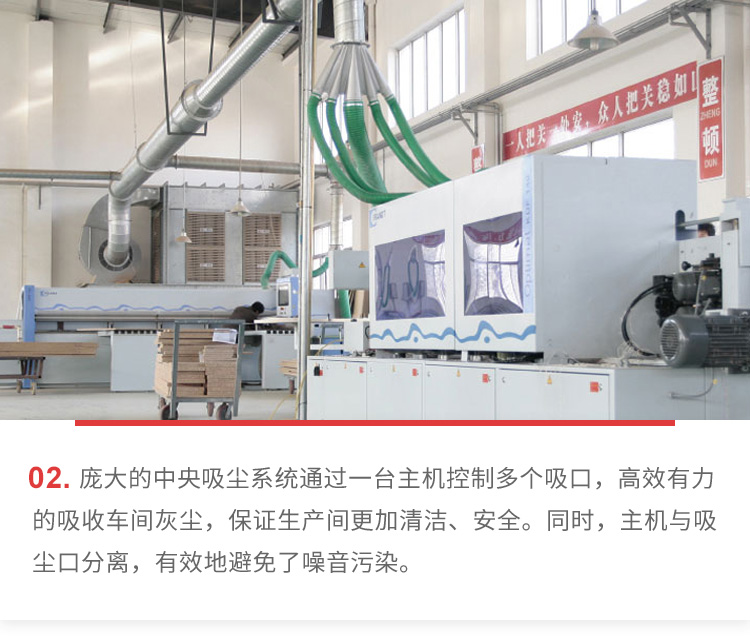 一人把关一处安，众人把关稳如山
整
ZHENG
顿
DUN
02. 庞大的中央吸尘系统通过一台主机控制多个吸口，高效有力
的吸收车间灰尘，保证生产间更加清洁、安全。同时，主机与吸
尘口分离，有效地避免了噪音污染。